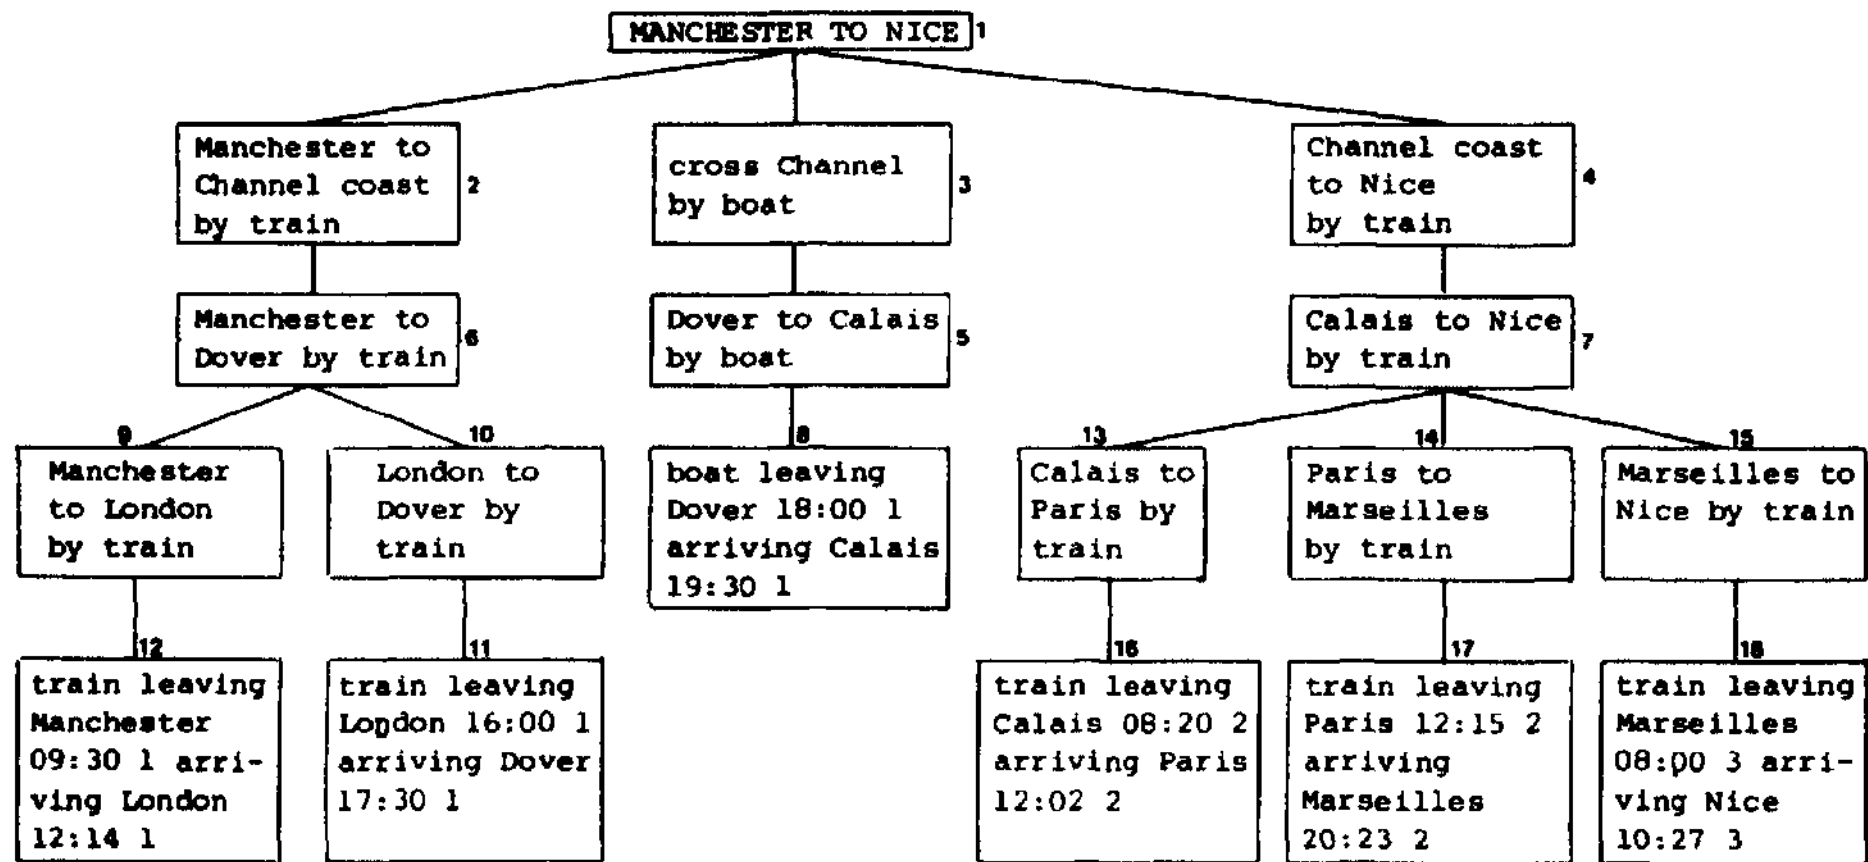 MANCHESTER TO NICE 1
Manchester to
Channel coast
by train
2
cross Channel
by boat
3
Channel coast
to Nice
by train
4
Manchester to
Dover by train
6
Dover to Calais
by boat
5
Calais to Nice
by train
7
9
Manchester
to London
by train
10
London to
Dover by
train
8
boat leaving
Dover 18:00 1
arriving Calais
19:30 1
13
Calais to
Paris by
train
14
Paris to
Marseilles
by train
15
Marseilles to
Nice by train
12
train leaving
Manchester
09:30 1 arri-
ving London
12:14 1
11
train leaving
London 16:00 1
arriving Dover
17:30 1
16
train leaving
Calais 08:20 2
arriving Paris
12:02 2
17
train leaving
Paris 12:15 2
arriving
Marseilles
20:23 2
18
train leaving
Marseilles
08:00 3 arri-
ving Nice
10:27 3